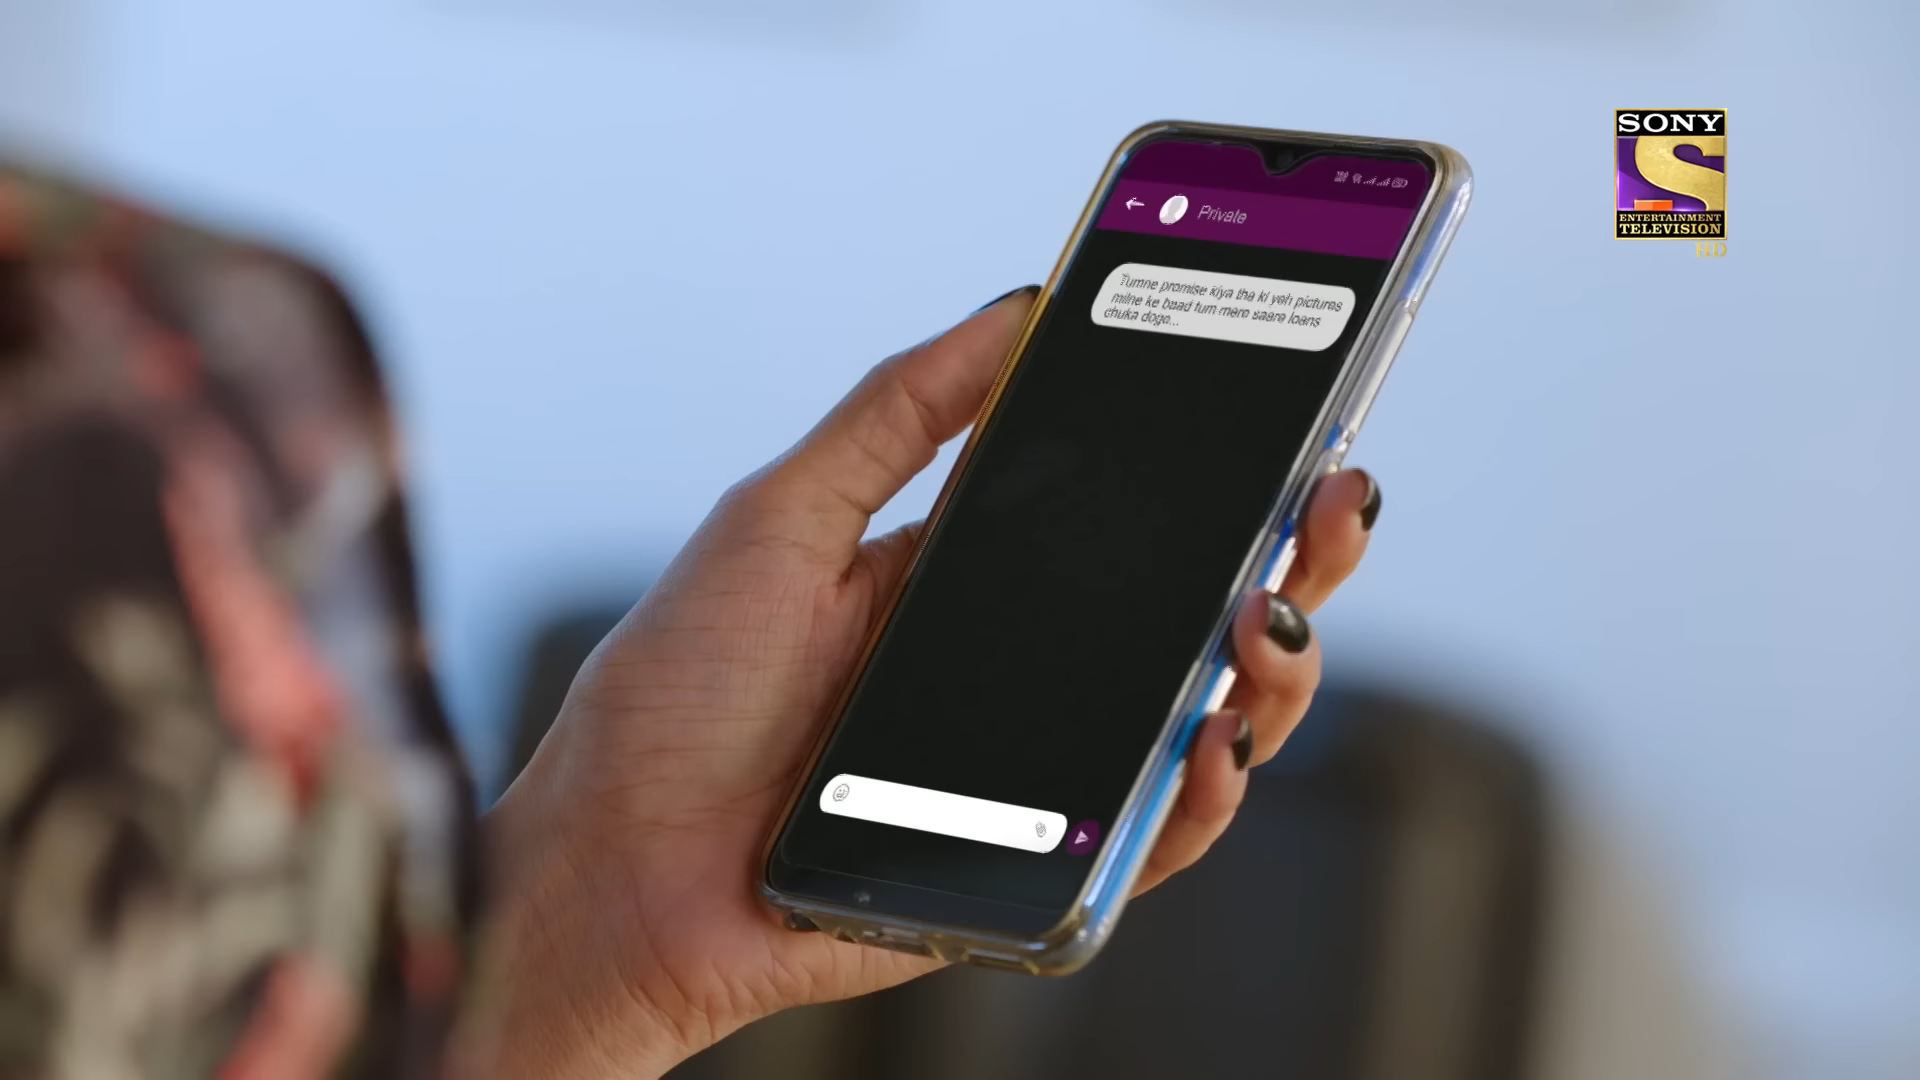 Private
Tumne promise kiya tha ki yeh pictures
milne ke baad tum mere saare loans
chuka doge...
SONY
ENTERTAINMENT
TELEVISION
HD